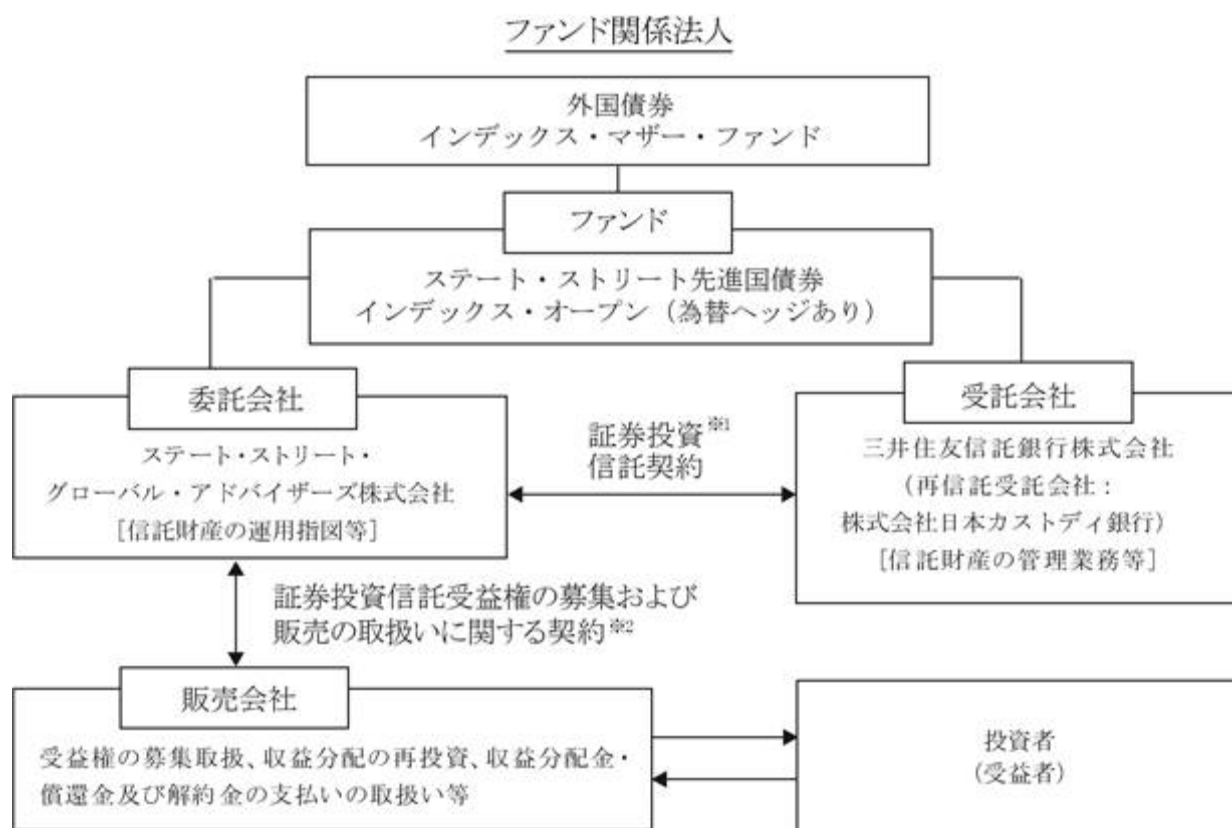 ファンド関係法人
外国債券
インデックス・マザー・ファンド
ファンド
ステート・ストリート先進国債券
インデックス・オープン（為替ヘッジあり）
委託会社
ステート・ストリート・
グローバル・アドバイザーズ株式会社
［信託財産の運用指図等］
証券投資※1
信託契約
受託会社
三井住友信託銀行株式会社
（再信託受託会社：
株式会社日本カストディ銀行）
［信託財産の管理業務等］
証券投資信託受益権の募集および
販売の取扱いに関する契約※2
販売会社
受益権の募集取扱、収益分配の再投資、収益分配金・
償還金及び解約金の支払いの取扱い等
投資者
（受益者）